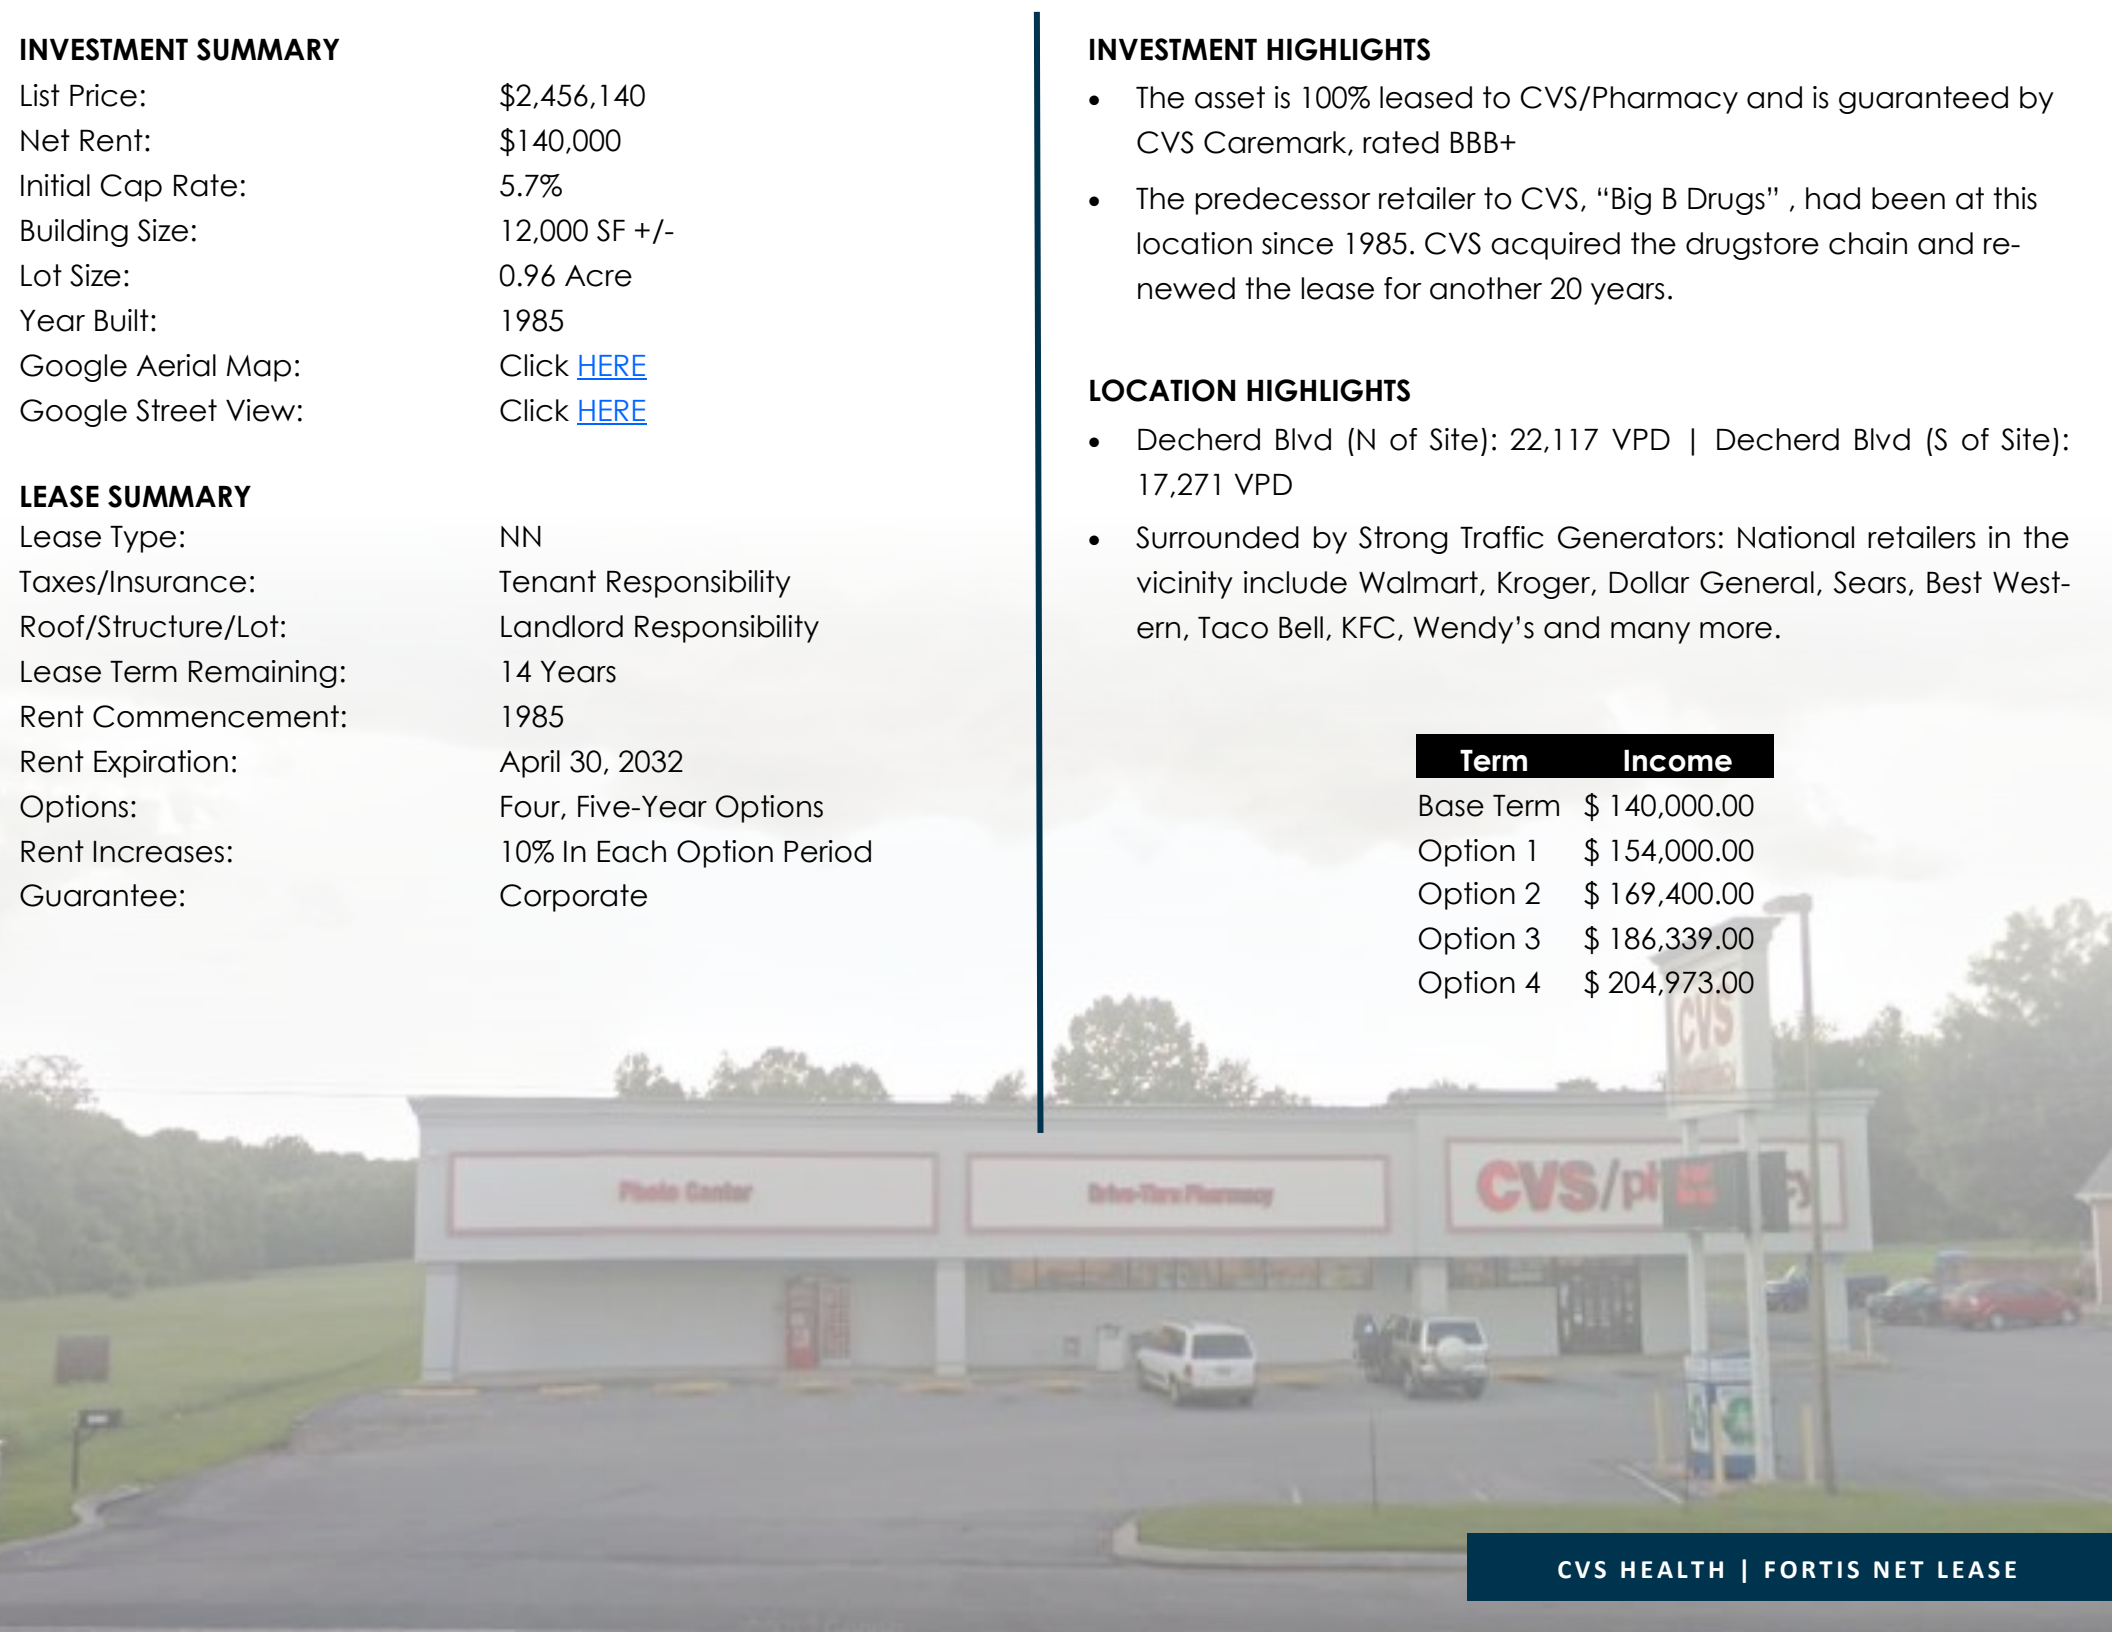 INVESTMENT SUMMARY
List Price: $2,456,140
Net Rent: $140,000
Initial Cap Rate: 5.7%
Building Size: 12,000 SF +/-
Lot Size: 0.96 Acre
Year Built: 1985
Google Aerial Map: Click HERE
Google Street View: Click HERE
LEASE SUMMARY
Lease Type: NN
Taxes/Insurance: Tenant Responsibility
Roof/Structure/Lot: Landlord Responsibility
Lease Term Remaining: 14 Years
Rent Commencement: 1985
Rent Expiration: April 30, 2032
Options: Four, Five-Year Options
Rent Increases: 10% In Each Option Period
Guarantee: Corporate
INVESTMENT HIGHLIGHTS
• The asset is 100% leased to CVS/Pharmacy and is guaranteed by
CVS Caremark, rated BBB+
• The predecessor retailer to CVS, “Big B Drugs” , had been at this
location since 1985. CVS acquired the drugstore chain and re-
newed the lease for another 20 years.
LOCATION HIGHLIGHTS
• Decherd Blvd (N of Site): 22,117 VPD | Decherd Blvd (S of Site):
17,271 VPD
• Surrounded by Strong Traffic Generators: National retailers in the
vicinity include Walmart, Kroger, Dollar General, Sears, Best West-
ern, Taco Bell, KFC, Wendy’s and many more.
Term Income
Base Term $ 140,000.00
Option 1 $ 154,000.00
Option 2 $ 169,400.00
Option 3 $ 186,339.00
Option 4 $ 204,973.00
CVS
Photo Center
Drive-Thru Pharmacy
CVS/ph y
CVS HEALTH | FORTIS NET LEASE